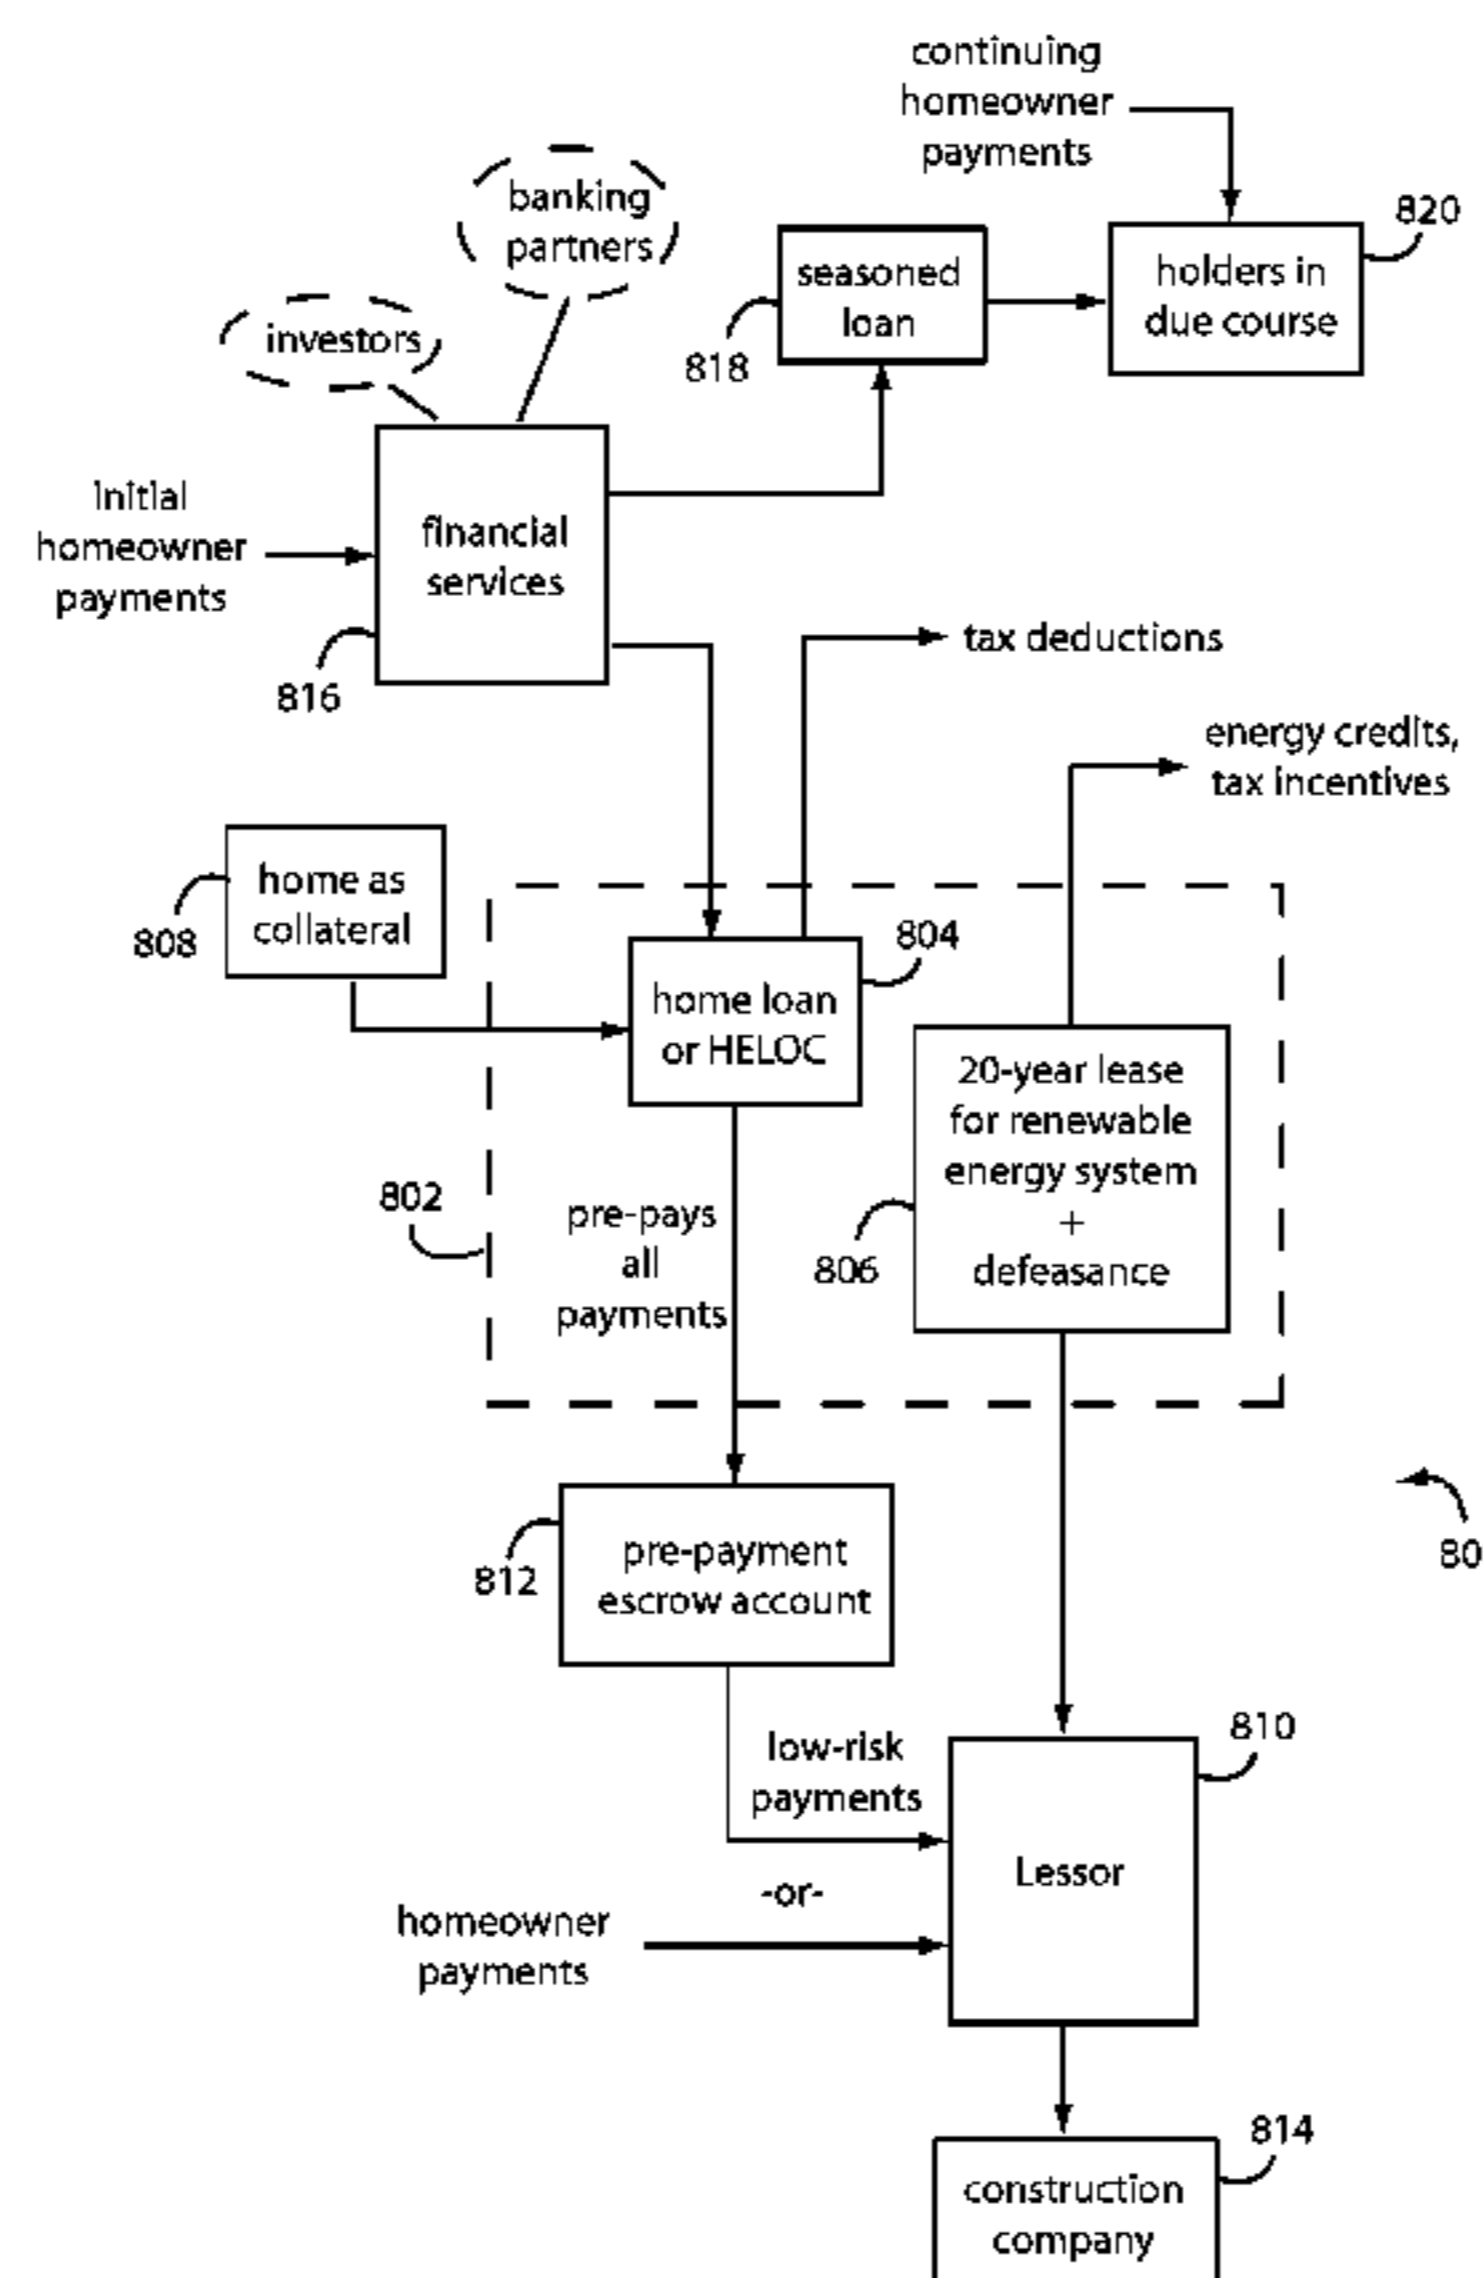 continuing
homeowner
payments
820
banking
partners
seasoned
loan
holders in
due course
investors
818
initial
homeowner
payments
financial
services
816
tax deductions
energy credits,
tax incentives
home as
collateral
808
804
home loan
or HELOC
20-year lease
for renewable
energy system
+
defeasance
802
806
pre-pays
all
payments
80
812
pre-payment
escrow account
810
low-risk
payments
Lessor
-or-
homeowner
payments
814
construction
company